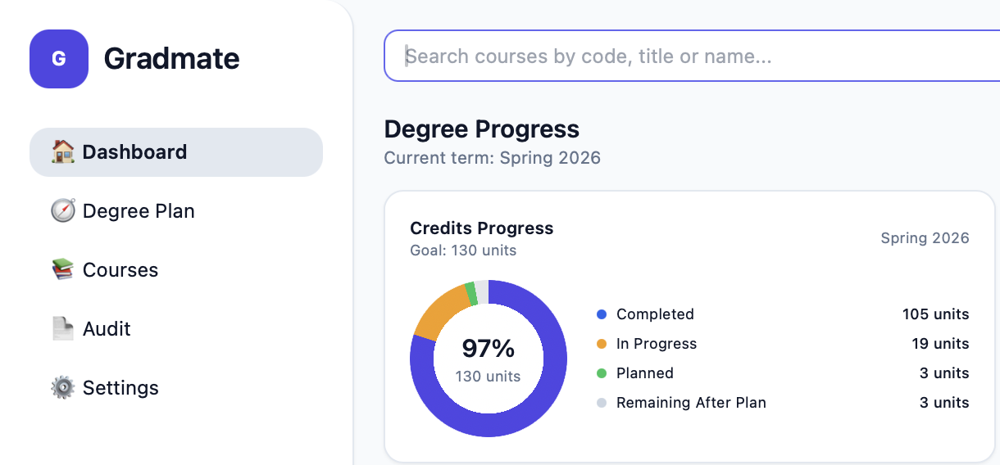 G
Gradmate
Dashboard
Degree Plan
Courses
Audit
Settings
Search courses by code, title or name...
Degree Progress
Current term: Spring 2026
Credits Progress
Goal: 130 units
Spring 2026
97%
130 units
Completed 105 units
In Progress 19 units
Planned 3 units
Remaining After Plan 3 units